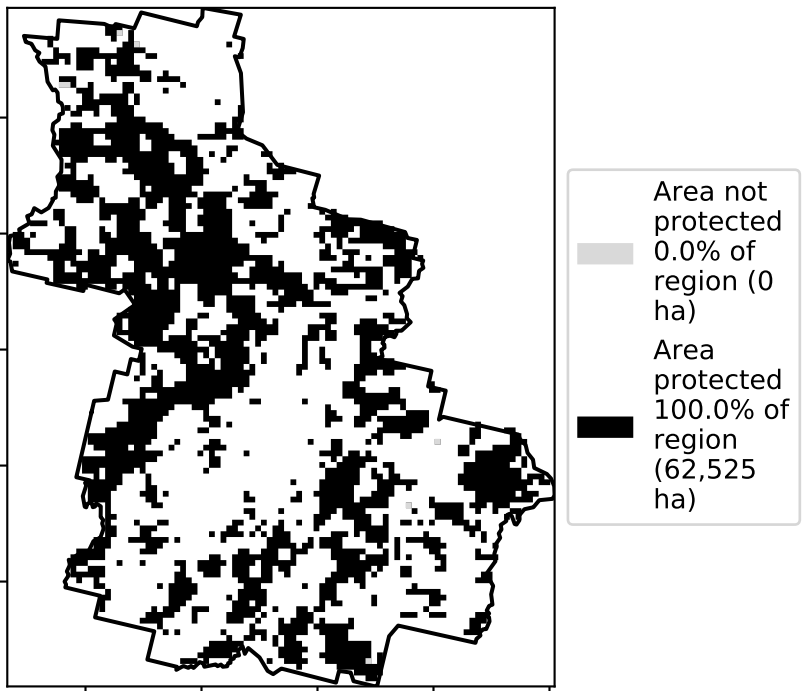 Area not
protected
0.0% of
region (0
ha)
Area
protected
100.0% of
region
(62,525
ha)